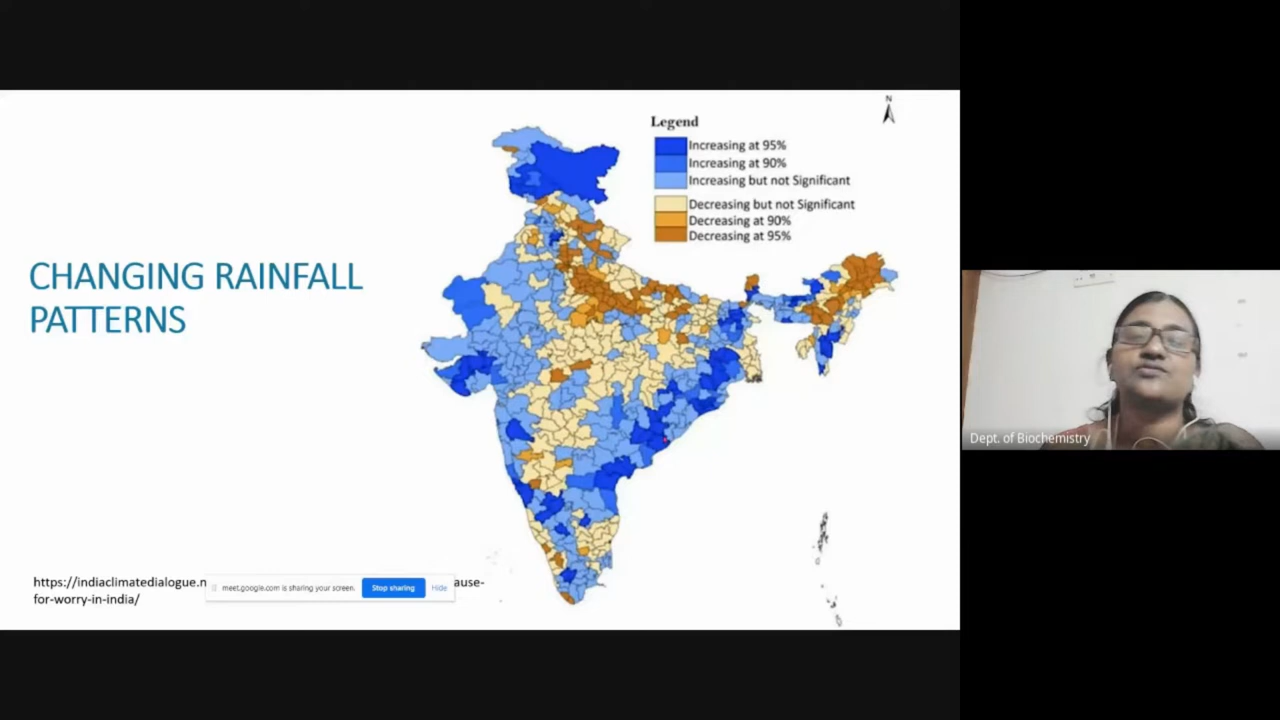 N
Legend
Increasing at 95%
Increasing at 90%
Increasing but not Significant
Decreasing but not Significant
Decreasing at 90%
Decreasing at 95%
CHANGING RAINFALL
PATTERNS
https://indiaclimatedialogue.n
ause-
for-worry-in-india/
meet.google.com is sharing your screen.
Stop sharing
Hide
Dept. of Biochemistry